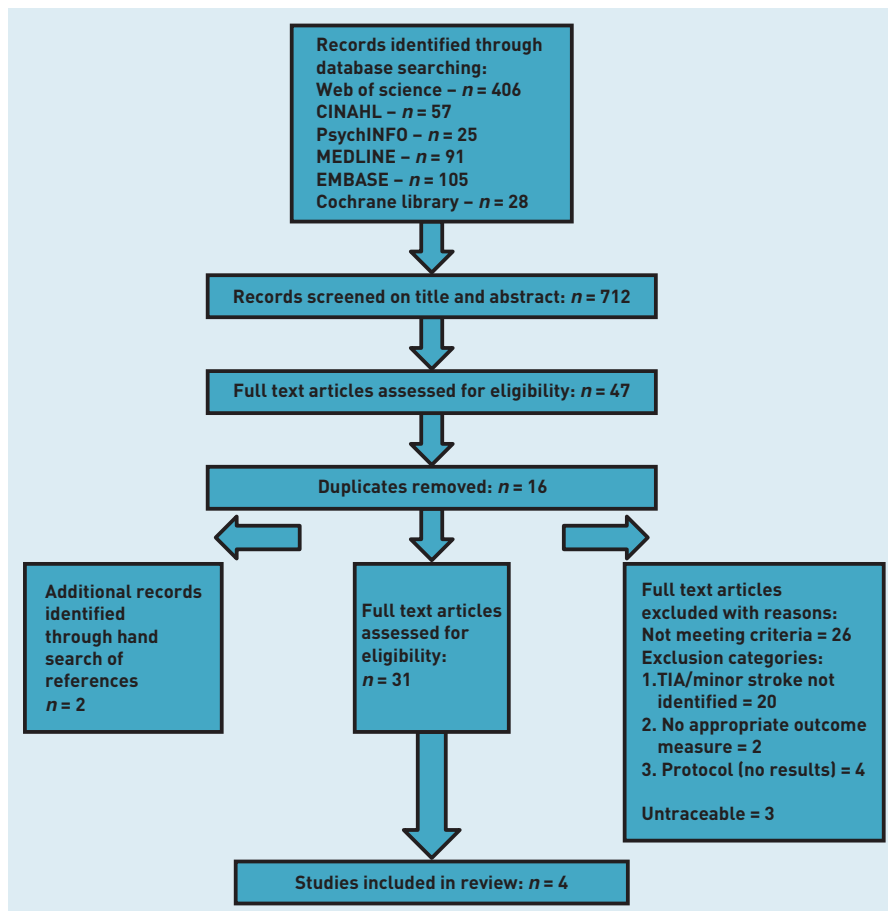 Records identified through
database searching:
Web of science – n = 406
CINAHL – n = 57
PsychINFO – n = 25
MEDLINE – n = 91
EMBASE – n = 105
Cochrane library – n = 28
Records screened on title and abstract: n = 712
Full text articles assessed for eligibility: n = 47
Duplicates removed: n = 16
Additional records
identified
through hand
search of
references
n = 2
Full text articles
assessed for
eligibility:
n = 31
Full text articles
excluded with reasons:
Not meeting criteria = 26
Exclusion categories:
1.TIA/minor stroke not
identified = 20
2. No appropriate outcome
measure = 2
3. Protocol (no results) = 4
Untraceable = 3
Studies included in review: n = 4